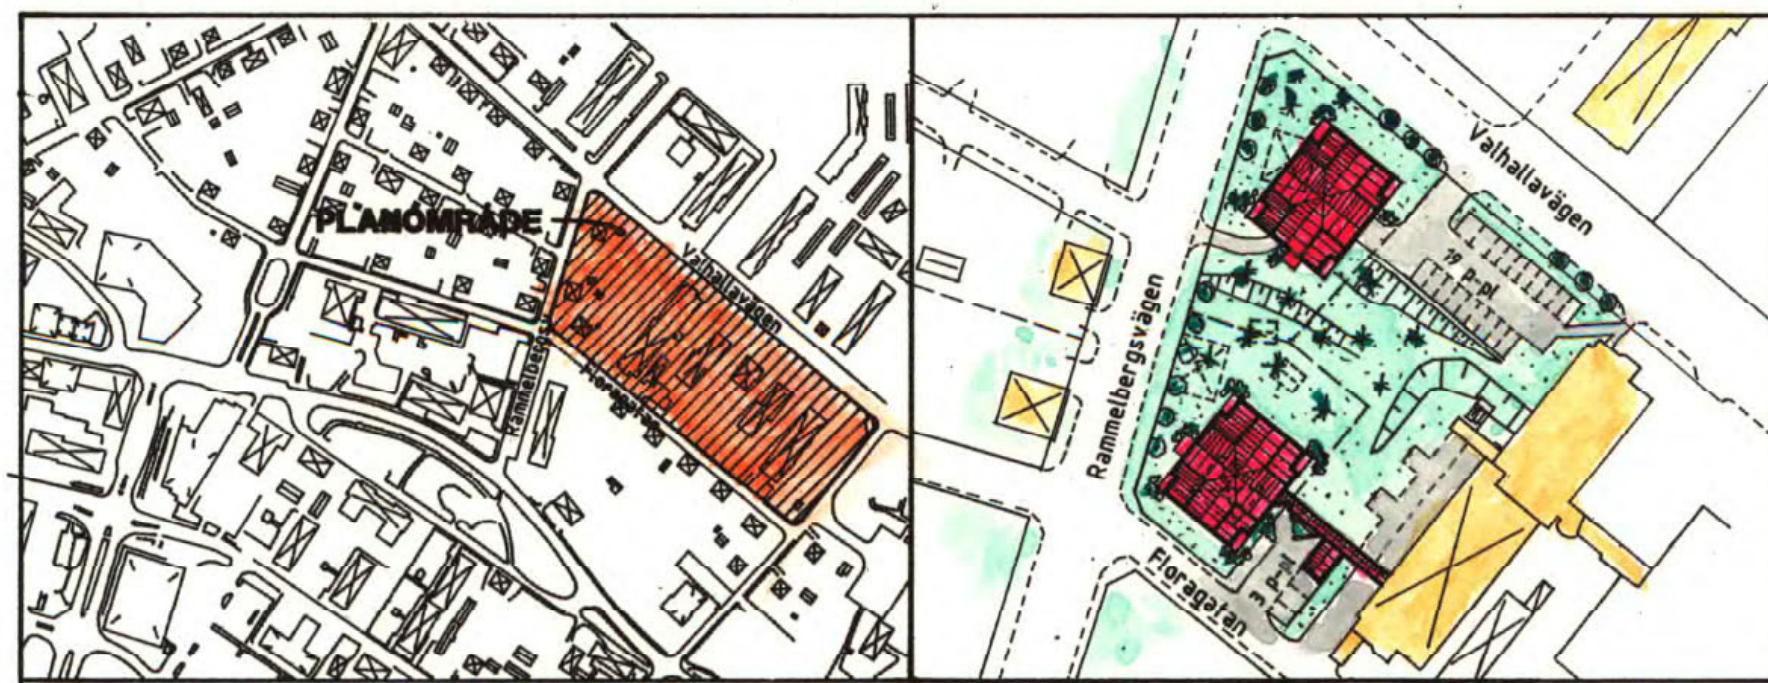 PLANOMRÅDE
Valhallavägen
Rammelbergsv
Floragatan
Valhallavägen
19 p-pl
Rammelbergsvägen
3 p-pl
Floragatan